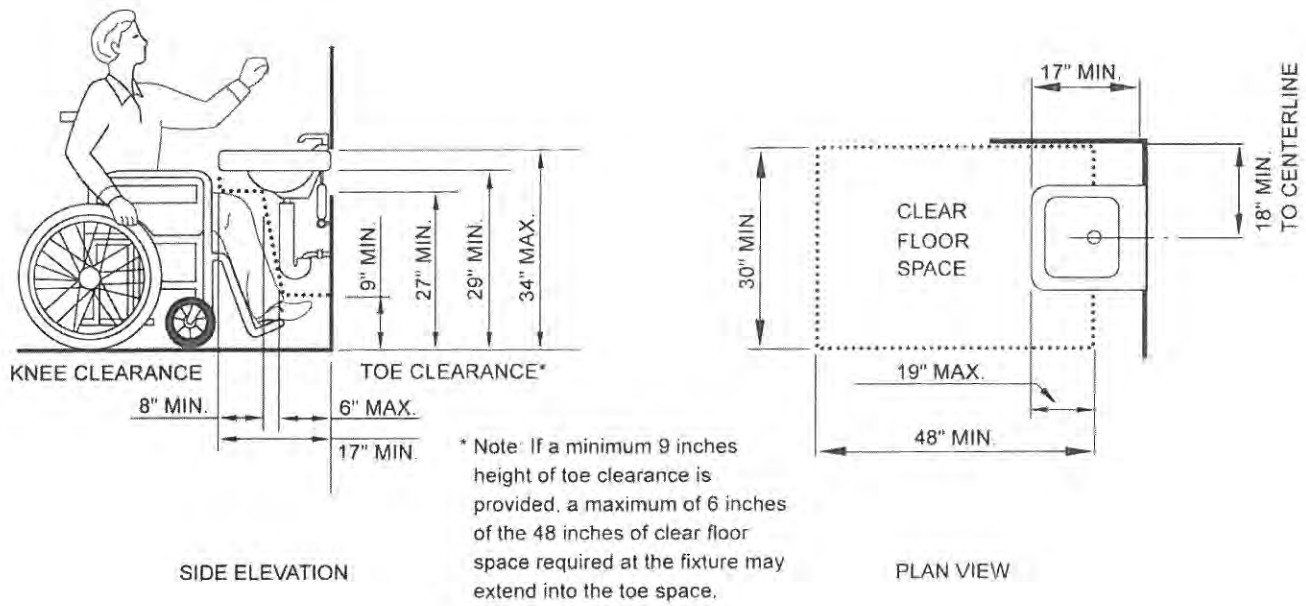 9" MIN.
27" MIN.
29" MIN.
34" MAX.
KNEE CLEARANCE
TOE CLEARANCE*
8" MIN.
6" MAX.
17" MIN.
* Note: If a minimum 9 inches
height of toe clearance is
provided, a maximum of 6 inches
of the 48 inches of clear floor
space required at the fixture may
extend into the toe space.
SIDE ELEVATION
17" MIN.
18" MIN.
TO CENTERLINE
30" MIN.
CLEAR
FLOOR
SPACE
19" MAX.
48" MIN.
PLAN VIEW